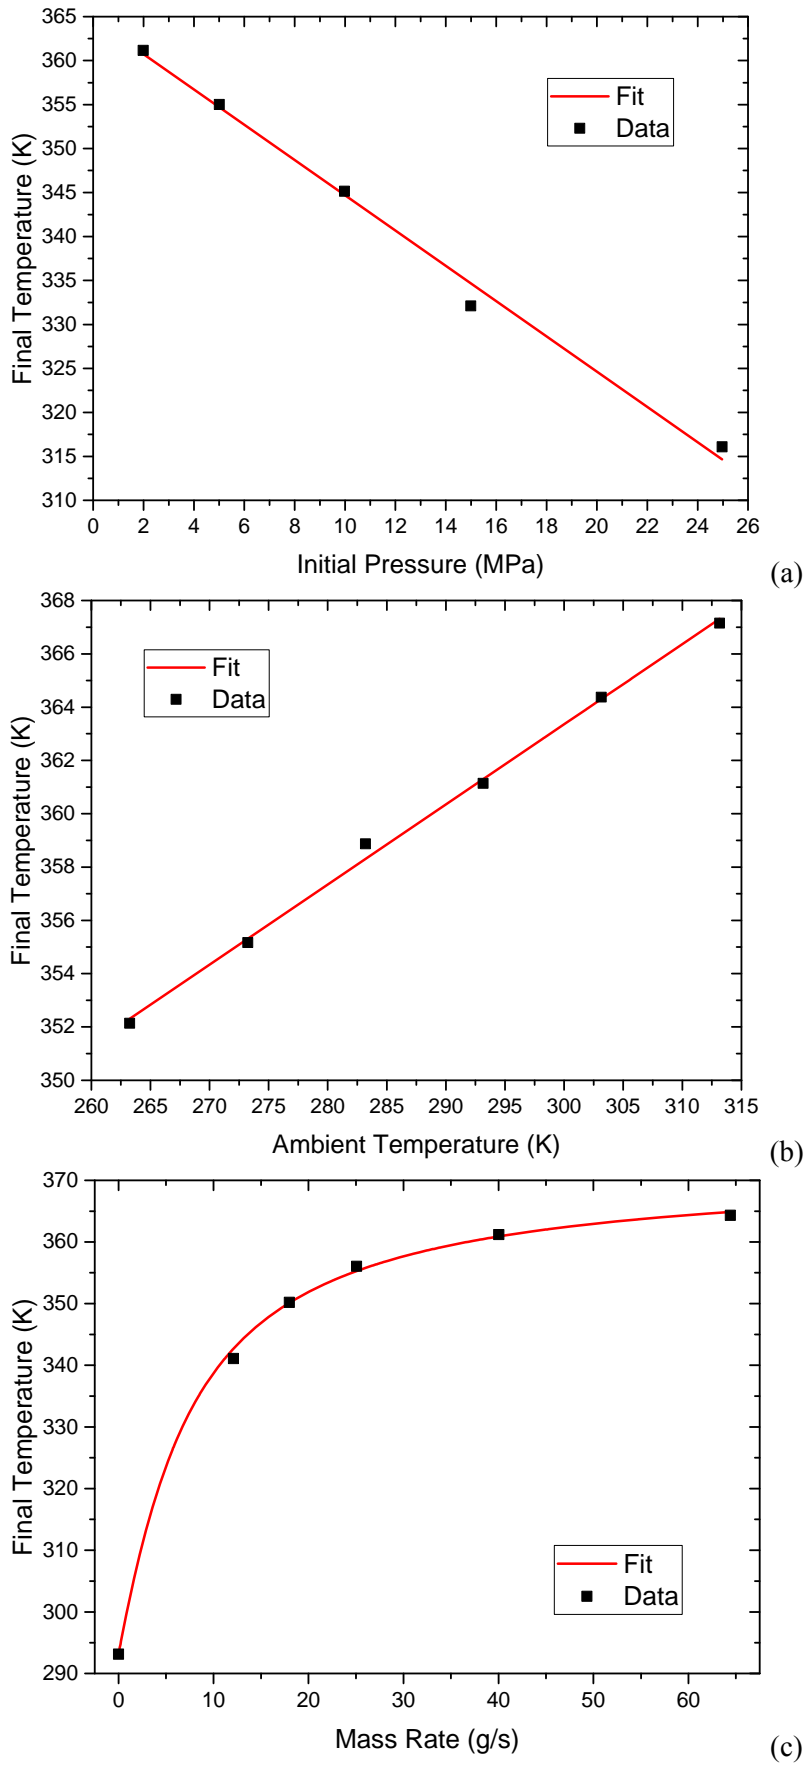 365
360
355
350
345
340
335
330
325
320
315
310
Final Temperature (K)
Fit
Data
0 2 4 6 8 10 12 14 16 18 20 22 24 26
Initial Pressure (MPa)
(a)
368
366
364
362
360
358
356
354
352
350
Final Temperature (K)
Fit
Data
260 265 270 275 280 285 290 295 300 305 310 315
Ambient Temperature (K)
(b)
370
360
350
340
330
320
310
300
290
Final Temperature (K)
Fit
Data
0 10 20 30 40 50 60
Mass Rate (g/s)
(c)